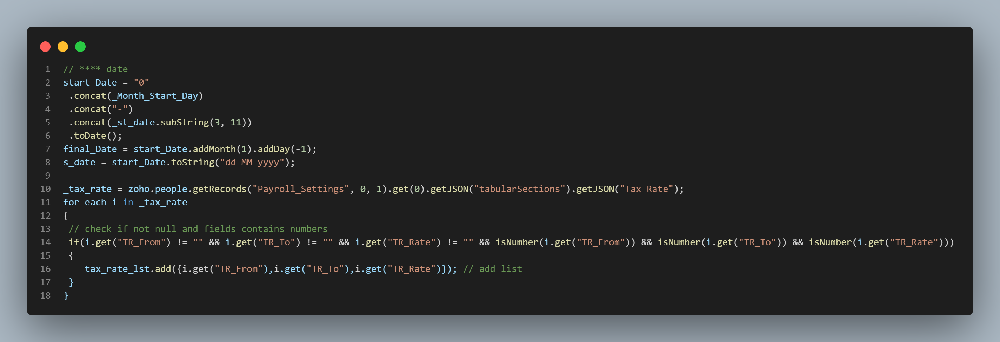 1 // **** date
2 start_Date = "0"
3 .concat(_Month_Start_Day)
4 .concat("-")
5 .concat(_st_date.subString(3, 11))
6 .toDate();
7 final_Date = start_Date.addMonth(1).addDay(-1);
8 s_date = start_Date.toString("dd-MM-yyyy");
9
10 _tax_rate = zoho.people.getRecords("Payroll_Settings", 0, 1).get(0).getJSON("tabularSections").getJSON("Tax Rate");
11 for each i in _tax_rate
12 {
13 // check if not null and fields contains numbers
14 if(i.get("TR_From") != "" && i.get("TR_To") != "" && i.get("TR_Rate") != "" && isNumber(i.get("TR_From")) && isNumber(i.get("TR_To")) && isNumber(i.get("TR_Rate")))
15 {
16 tax_rate_lst.add({i.get("TR_From"),i.get("TR_To"),i.get("TR_Rate")}); // add list
17 }
18 }